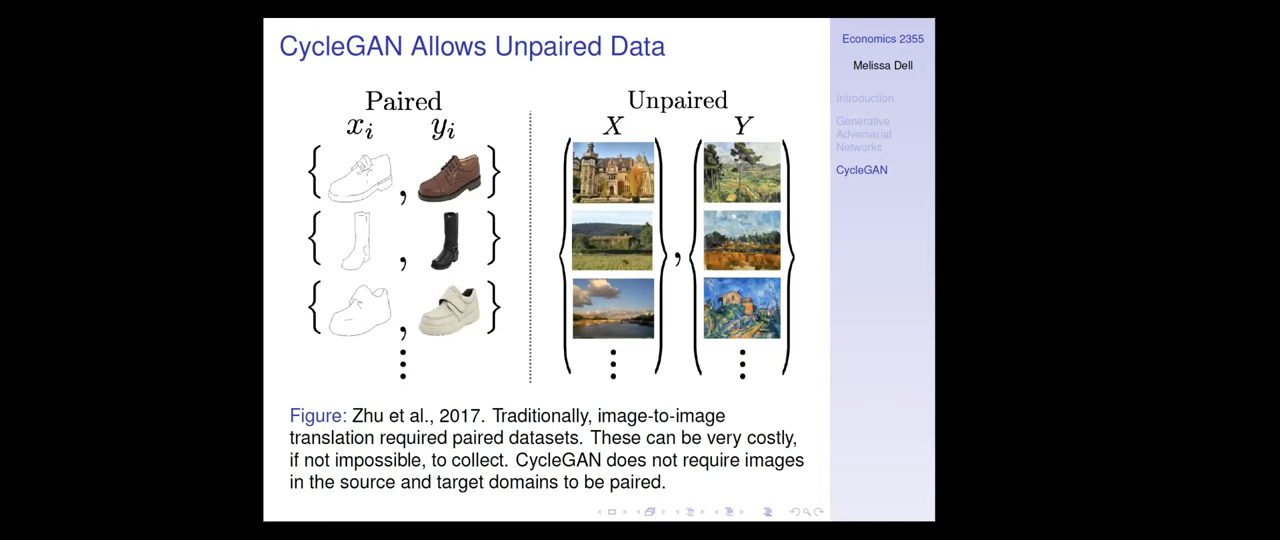 CycleGAN Allows Unpaired Data
Paired
x_i y_i
{ , }
{ , }
{ , }
Unpaired
X Y
,
Figure: Zhu et al., 2017. Traditionally, image-to-image
translation required paired datasets. These can be very costly,
if not impossible, to collect. CycleGAN does not require images
in the source and target domains to be paired.
Economics 2355
Melissa Dell
Introduction
Generative
Adversarial
Networks
CycleGAN